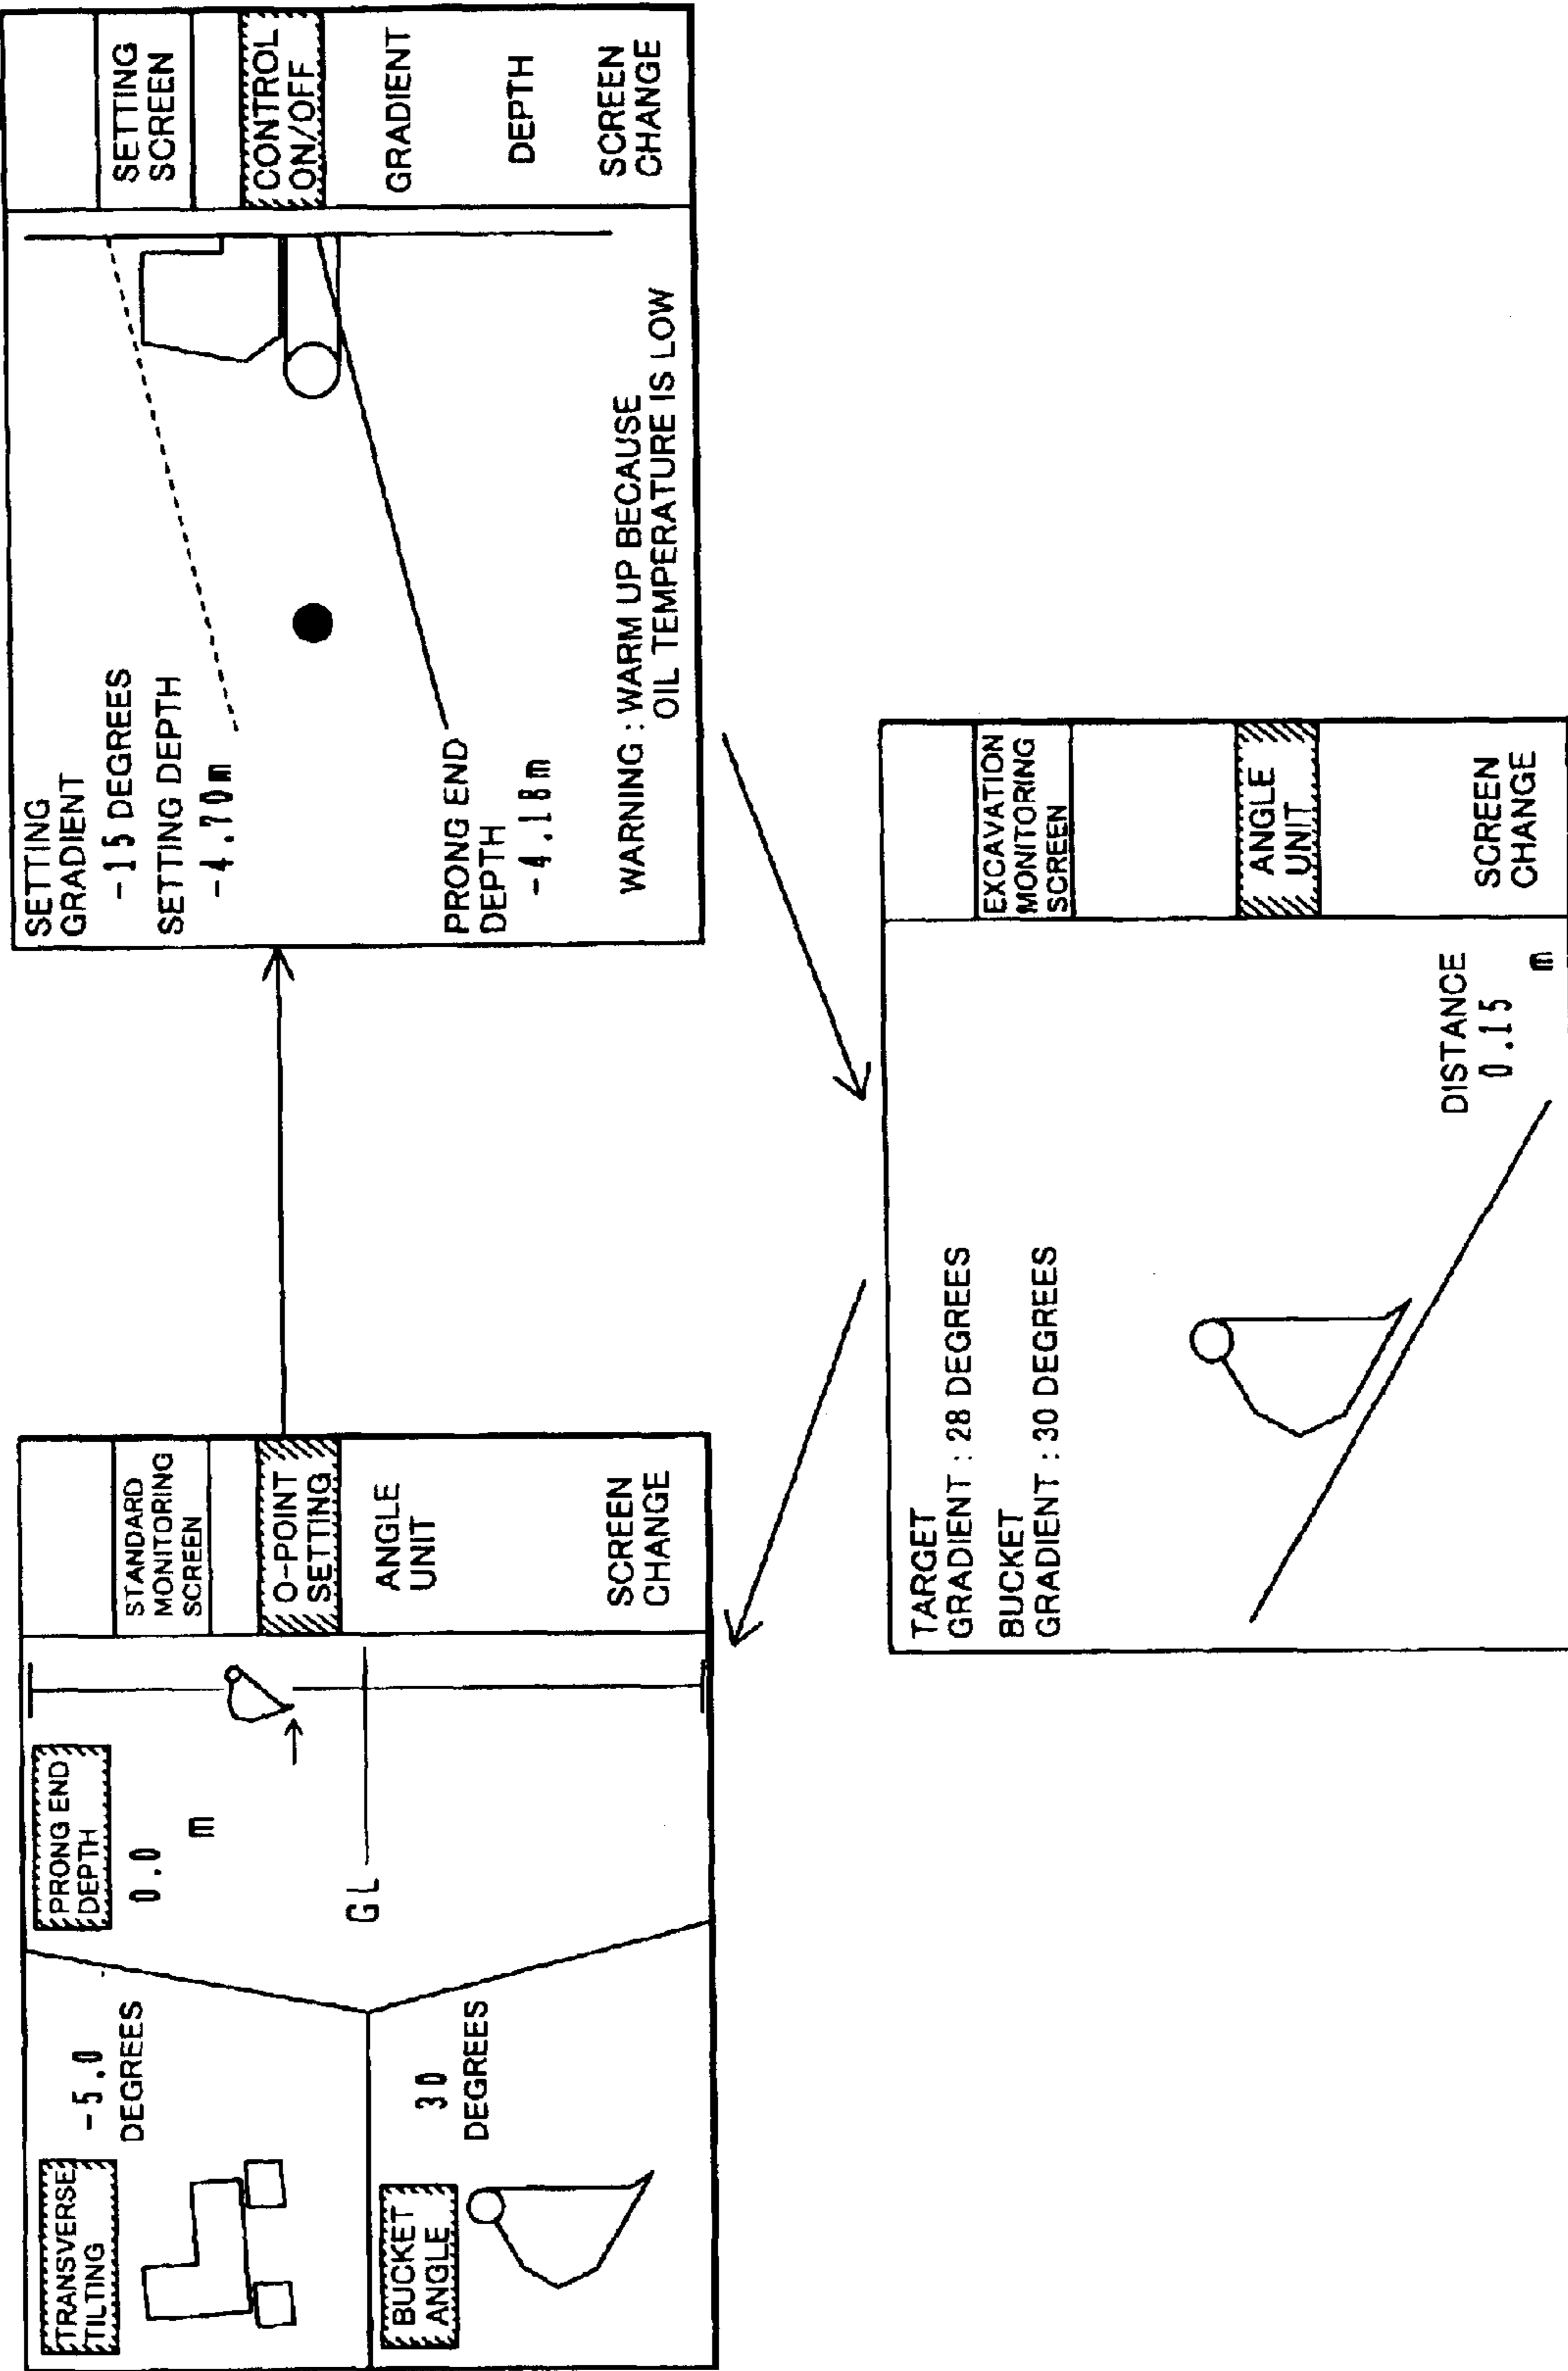 TRANSVERSE
TILTING
-5.0
DEGREES
PRONG END
DEPTH
0.0
m
GL
BUCKET
ANGLE
30
DEGREES
STANDARD
MONITORING
SCREEN
O-POINT
SETTING
ANGLE
UNIT
SCREEN
CHANGE
SETTING
GRADIENT
-15 DEGREES
SETTING DEPTH
-4.70m
PRONG END
DEPTH
-4.18m
WARNING : WARM UP BECAUSE
OIL TEMPERATURE IS LOW
SETTING
SCREEN
CONTROL
ON/OFF
GRADIENT
DEPTH
SCREEN
CHANGE
TARGET
GRADIENT : 28 DEGREES
BUCKET
GRADIENT : 30 DEGREES
DISTANCE
0.15
m
EXCAVATION
MONITORING
SCREEN
ANGLE
UNIT
SCREEN
CHANGE